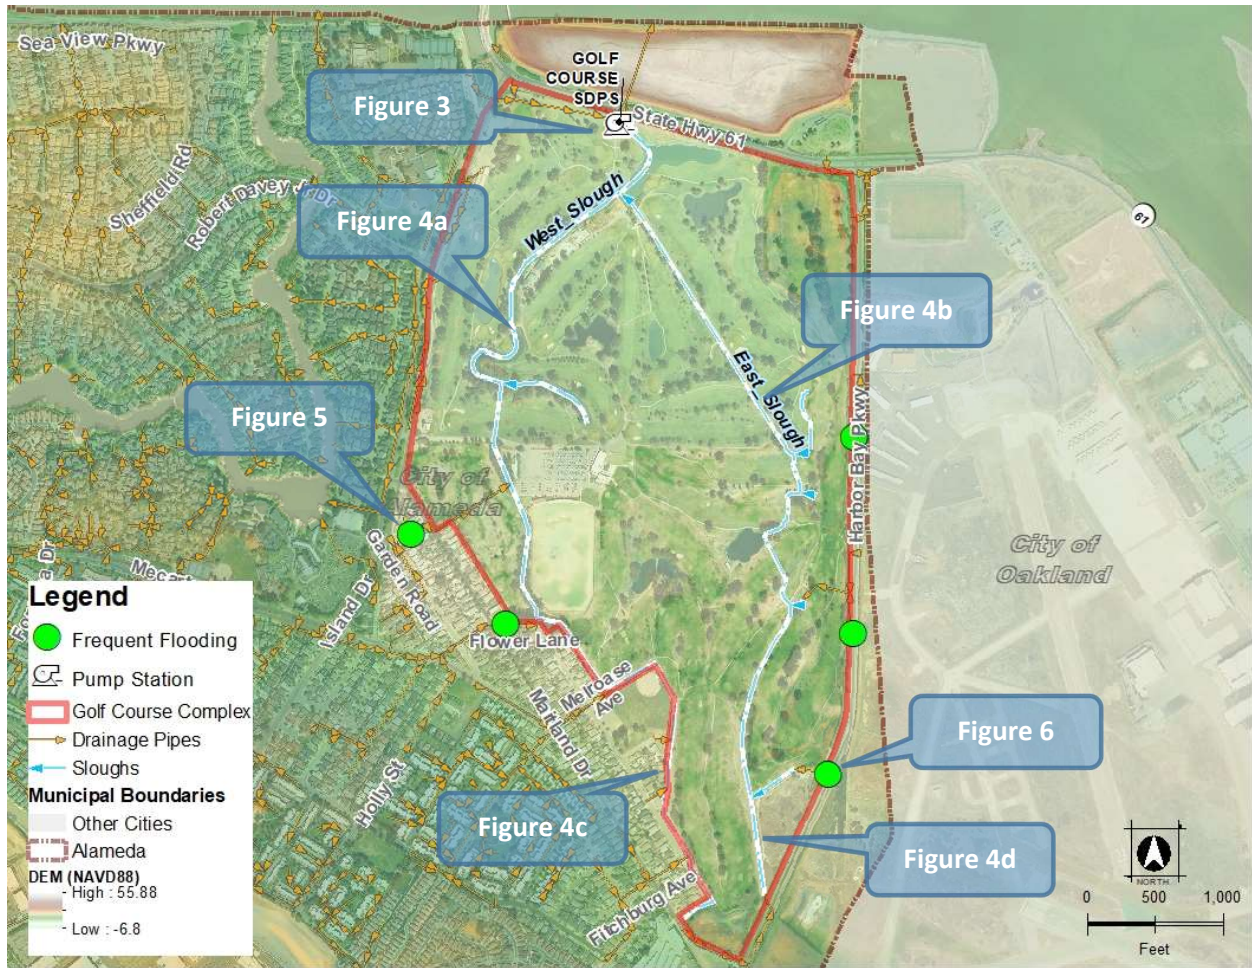 Sea View Pkwy
GOLF
COURSE
SDPS
Figure 3
State Hwy 61
Sheffield Rd
Robert Davey Jr Dr
Figure 4a
West_Slough
61
Figure 4b
East_Slough
Figure 5
Harbor Bay Pkwy
City of
Alameda
City of
Oakland
Garden Road
Island Dr
Flower Lane
Melroase
Ave
Maitland Dr
Figure 6
Holly St
Figure 4c
Figure 4d
Fitchburg Ave
Legend
Frequent Flooding
Pump Station
Golf Course Complex
Drainage Pipes
Sloughs
Municipal Boundaries
Other Cities
Alameda
DEM (NAVD88)
High : 55.88
Low : -6.8
NORTH
0 500 1,000
Feet